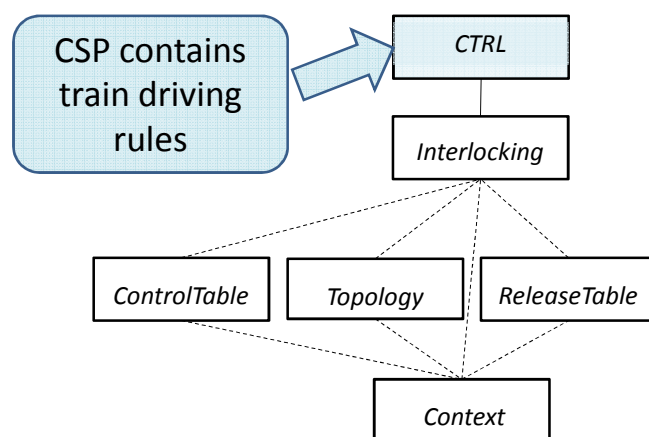 CSP contains
train driving
rules
CTRL
Interlocking
ControlTable
Topology
ReleaseTable
Context